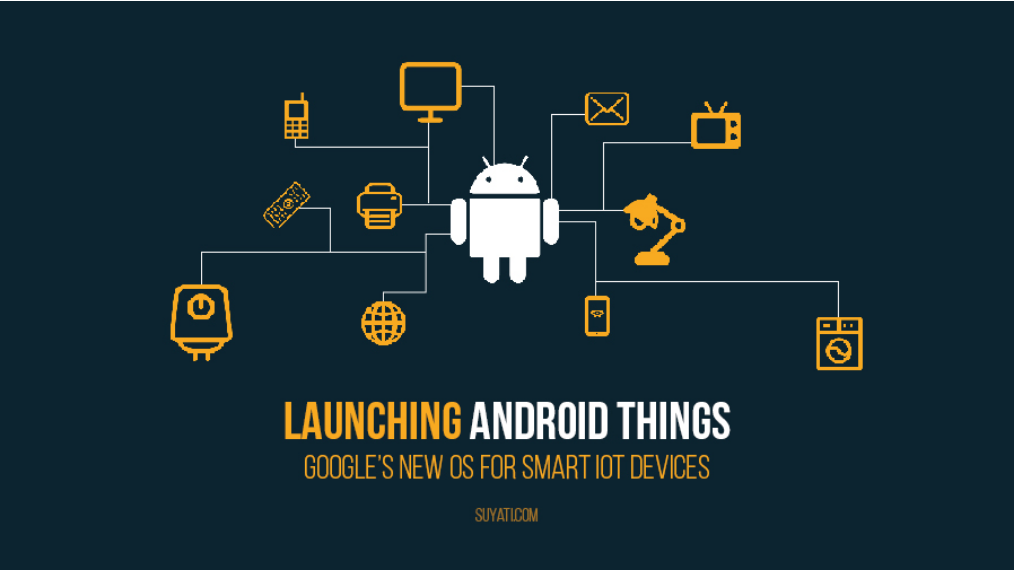 LAUNCHING ANDROID THINGS
GOOGLE'S NEW OS FOR SMART IOT DEVICES
SUYATI.COM